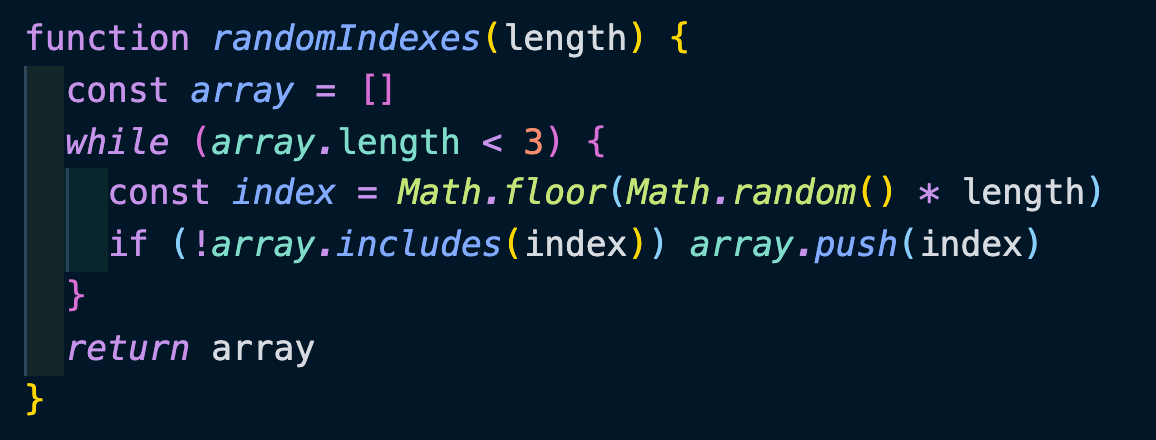 function randomIndexes(length) {
  const array = []
  while (array.length < 3) {
    const index = Math.floor(Math.random() * length)
    if (!array.includes(index)) array.push(index)
  }
  return array
}